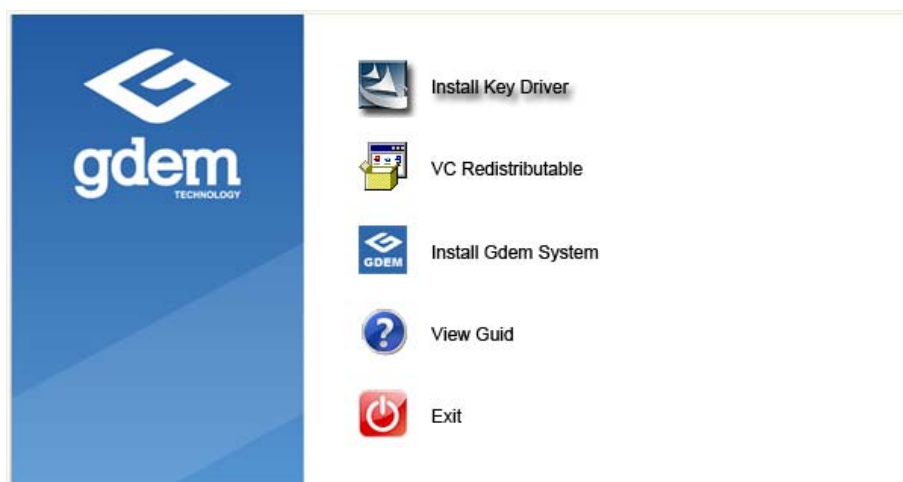 gdem
TECHNOLOGY
Install Key Driver
VC Redistributable
GDEM
Install Gdem System
View Guid
Exit